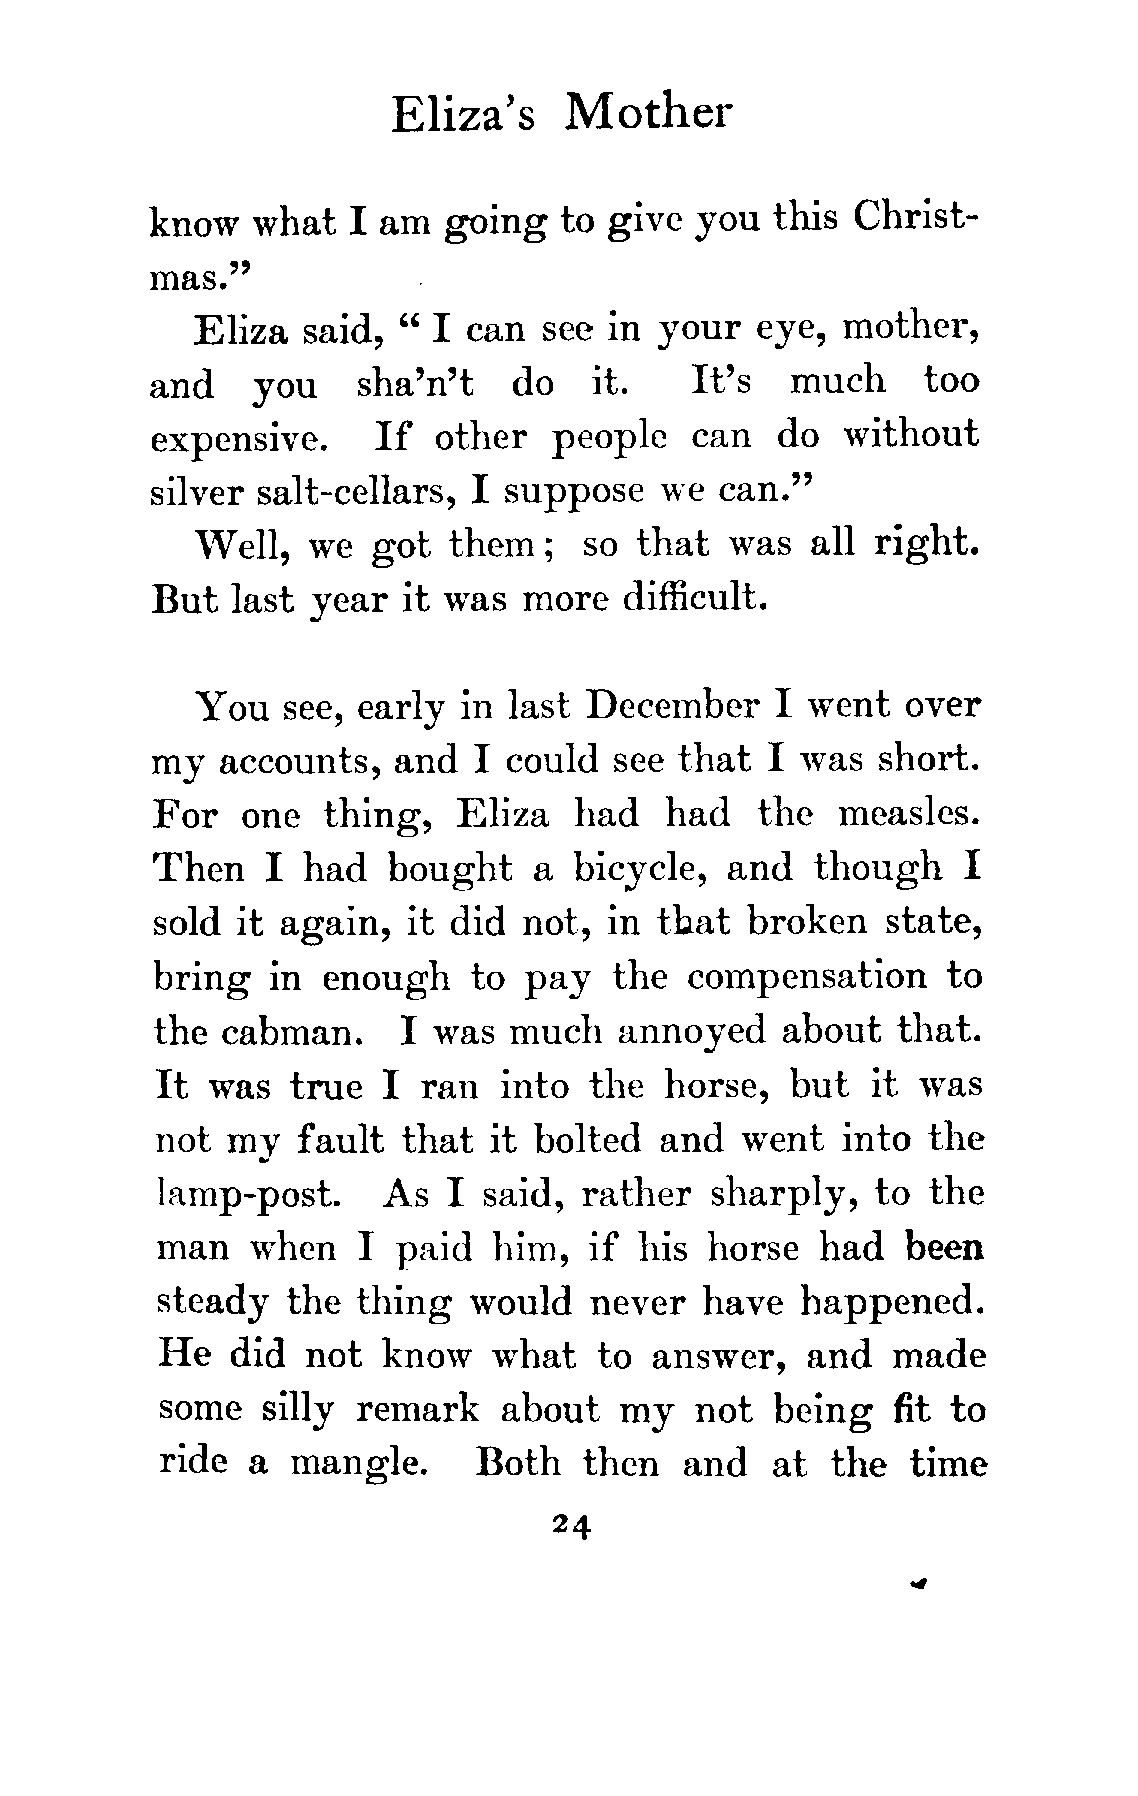 Eliza's Mother
know what I am going to give you this Christ-
mas."
Eliza said, " I can see in your eye, mother,
and you sha'n't do it. It's much too
expensive. If other people can do without
silver salt-cellars, I suppose we can."
Well, we got them ; so that was all right.
But last year it was more difficult.
You see, early in last December I went over
my accounts, and I could see that I was short.
For one thing, Eliza had had the measles.
Then I had bought a bicycle, and though I
sold it again, it did not, in that broken state,
bring in enough to pay the compensation to
the cabman. I was much annoyed about that.
It was true I ran into the horse, but it was
not my fault that it bolted and went into the
lamp-post. As I said, rather sharply, to the
man when I paid him, if his horse had been
steady the thing would never have happened.
He did not know what to answer, and made
some silly remark about my not being fit to
ride a mangle. Both then and at the time
24